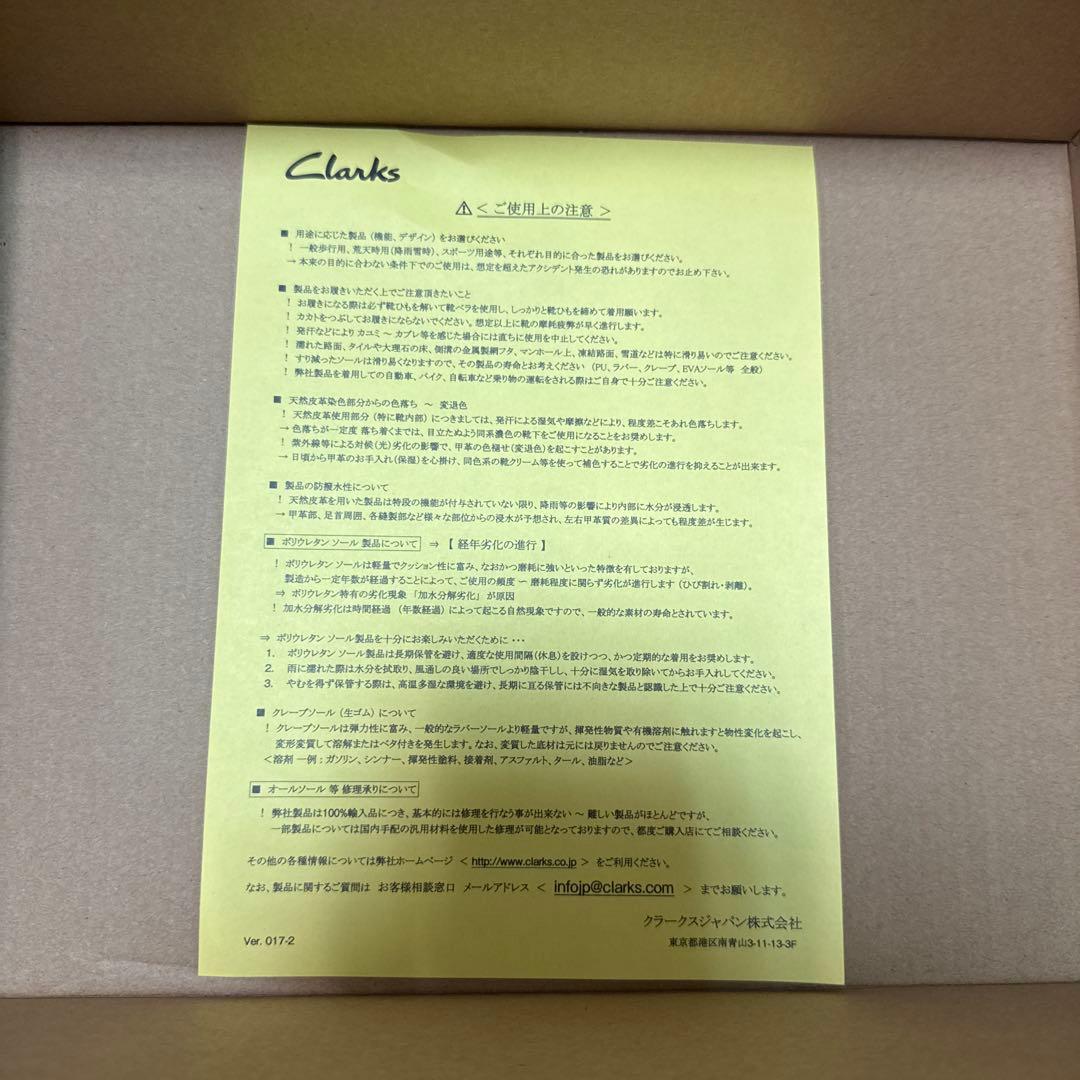 Clarks
⚠ < ご使用上の注意 >
■ 用途に応じた製品 (機能、デザイン) をお選びください
! 一般歩行用、荒天時用(降雨雪時)、スポーツ用途等、それぞれ目的に合った製品をお選びください。
→ 本来の目的に合わない条件下でのご使用は、想定を超えたアクシデント発生の恐れがありますのでお止め下さい。
■ 製品をお履きいただく上でご注意頂きたいこと
! お履きになる際は必ず靴ひもを解いて靴ベラを使用し、しっかりと靴ひもを締めて着用願います。
! カカトをつぶしてお履きにならないでください。想定以上に靴の摩耗疲弊が早く進行します。
! 発汗などにより カユミ ～ カブレ等を感じた場合には直ちに使用を中止してください。
! 濡れた路面、タイルや大理石の床、側溝の金属製網フタ、マンホール上、凍結路面、雪道などは特に滑り易いのでご注意ください。
! すり減ったソールは滑り易くなりますので、その製品の寿命とお考えください (PU、ラバー、クレープ、EVAソール等 全般)
! 弊社製品を着用しての自動車、バイク、自転車など乗り物の運転をされる際はご自身で十分ご注意ください。
■ 天然皮革染色部分からの色落ち ～ 変退色
! 天然皮革使用部分 (特に靴内部) につきましては、発汗による湿気や摩擦などにより、程度差こそあれ色落ちします。
→ 色落ちが一定度 落ち着くまでは、目立たぬよう同系濃色の靴下をご使用になることをお奨めします。
! 紫外線等による対候(光)劣化の影響で、甲革の色褪せ(変退色)を起こすことがあります。
→ 日頃から甲革のお手入れ(保湿)を心掛け、同色系の靴クリーム等を使って補色することで劣化の進行を抑えることが出来ます。
■ 製品の防撥水性について
! 天然皮革を用いた製品は特段の機能が付与されていない限り、降雨等の影響により内部に水分が浸透します。
→ 甲革部、足首周囲、各縫製部など様々な部位からの浸水が予想され、左右甲革質の差異によっても程度差が生じます。
■ ポリウレタン ソール 製品について ⇒ 【 経年劣化の進行 】
! ポリウレタン ソールは軽量でクッション性に富み、なおかつ磨耗に強いといった特徴を有しておりますが、
製造から一定年数が経過することによって、ご使用の頻度 ～ 磨耗程度に関らず劣化が進行します (ひび割れ・剥離)。
⇒ ポリウレタン特有の劣化現象 「加水分解劣化」 が原因
! 加水分解劣化は時間経過 (年数経過) によって起こる自然現象ですので、一般的な素材の寿命とされています。
⇒ ポリウレタン ソール製品を十分にお楽しみいただくために ・・・
1. ポリウレタン ソール製品は長期保管を避け、適度な使用間隔(休息)を設けつつ、かつ定期的な着用をお奨めします。
2. 雨に濡れた際は水分を拭取り、風通しの良い場所でしっかり陰干しし、十分に湿気を取り除いてからお手入れしてください。
3. やむを得ず保管する際は、高温多湿な環境を避け、長期に亘る保管には不向きな製品と認識した上で十分ご注意ください。
■ クレープソール (生ゴム) について
! クレープソールは弾力性に富み、一般的なラバーソールより軽量ですが、揮発性物質や有機溶剤に触れますと物性変化を起こし、
変形変質して溶解またはベタ付きを発生します。なお、変質した底材は元には戻りませんのでご注意ください。
<溶剤 一例 : ガソリン、シンナー、揮発性塗料、接着剤、アスファルト、タール、油脂など>
■ オールソール 等 修理承りについて
! 弊社製品は100%輸入品につき、基本的には修理を行なう事が出来ない ～ 難しい製品がほとんどですが、
一部製品については国内手配の汎用材料を使用した修理が可能となっておりますので、都度ご購入店にてご相談ください。
その他の各種情報については弊社ホームページ < http://www.clarks.co.jp > をご利用ください。
なお、製品に関するご質問は お客様相談窓口 メールアドレス < infojp@clarks.com > までお願いします。
クラークスジャパン株式会社
Ver. 017-2 東京都港区南青山3-11-13-3F